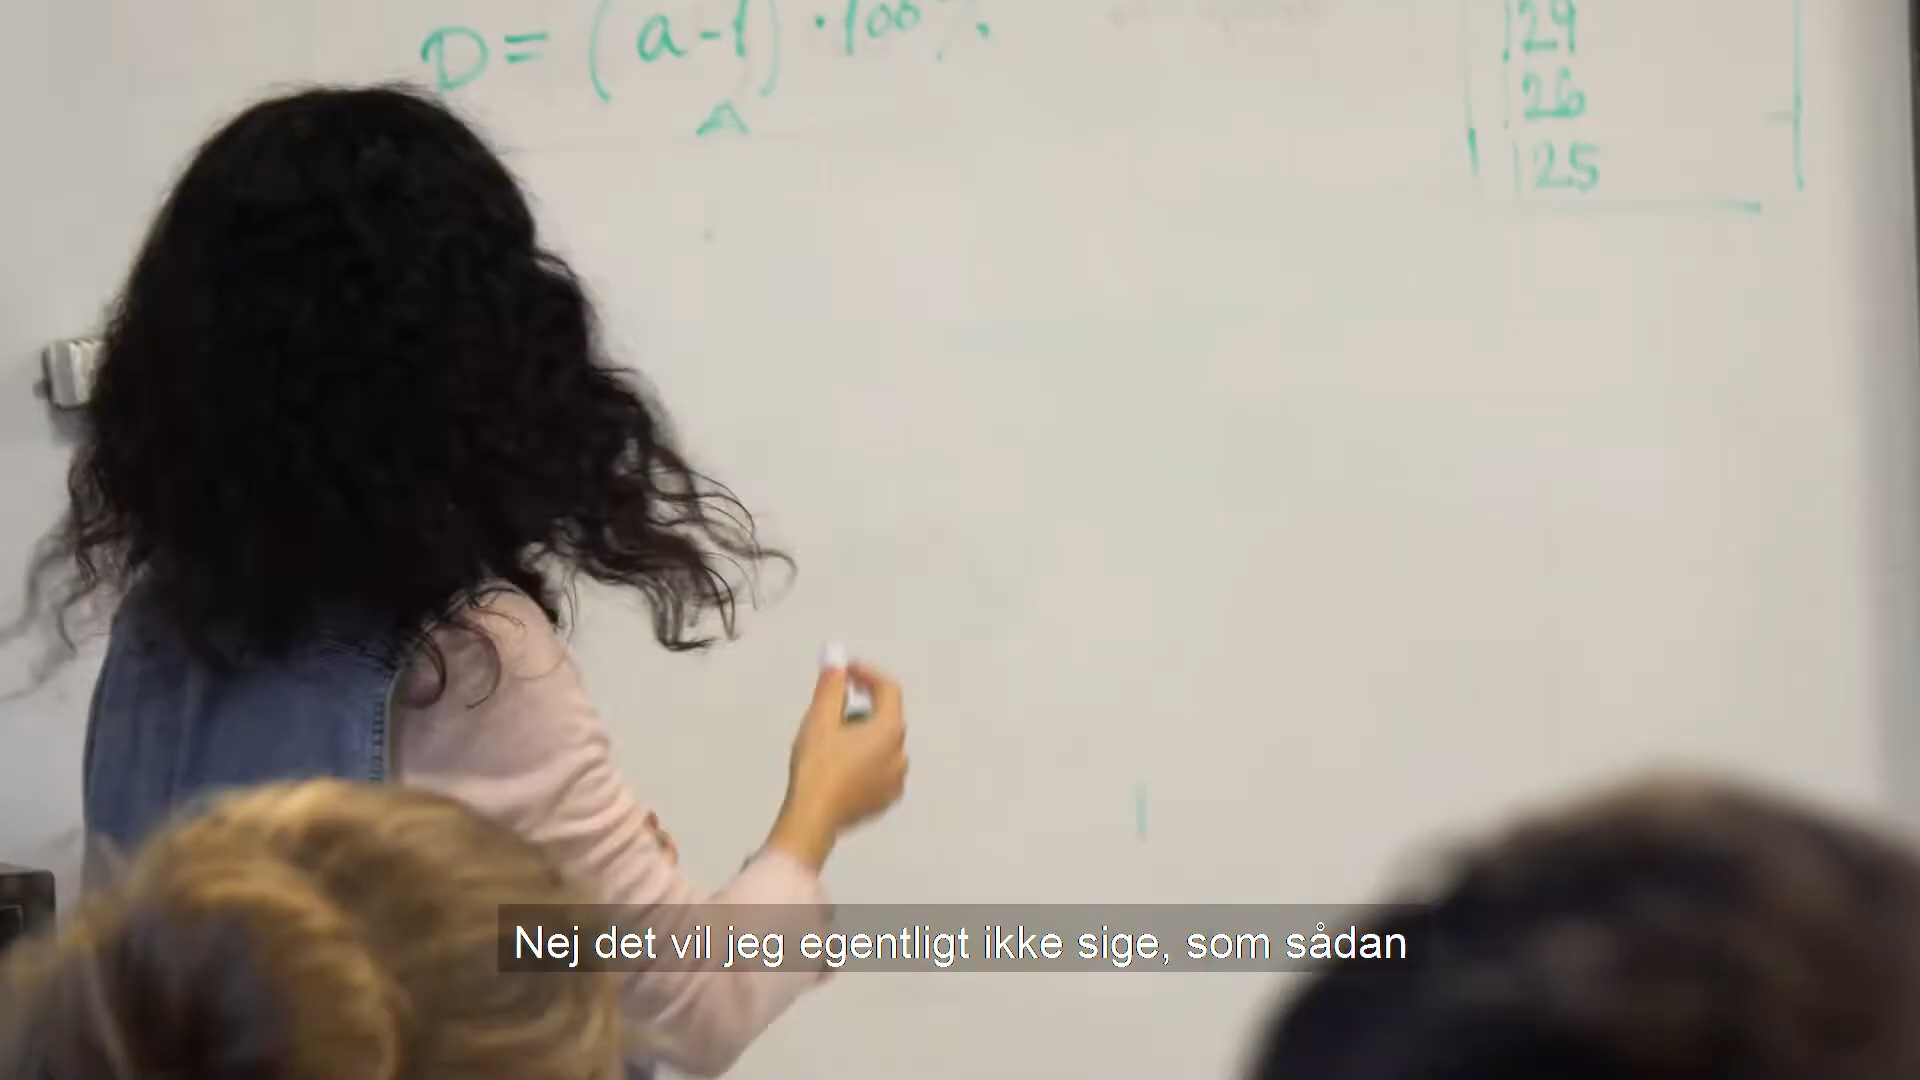 D = (a-1) · 100%.
29
26
25
Nej det vil jeg egentligt ikke sige, som sådan